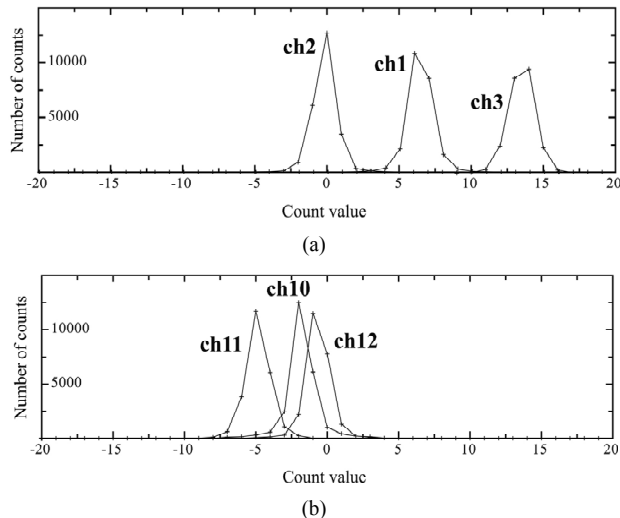 ch2
ch1
ch3
10000
5000
Number of counts
-20 -15 -10 -5 0 5 10 15 20
Count value
(a)
ch10
ch11
ch12
10000
5000
Number of counts
-20 -15 -10 -5 0 5 10 15 20
Count value
(b)